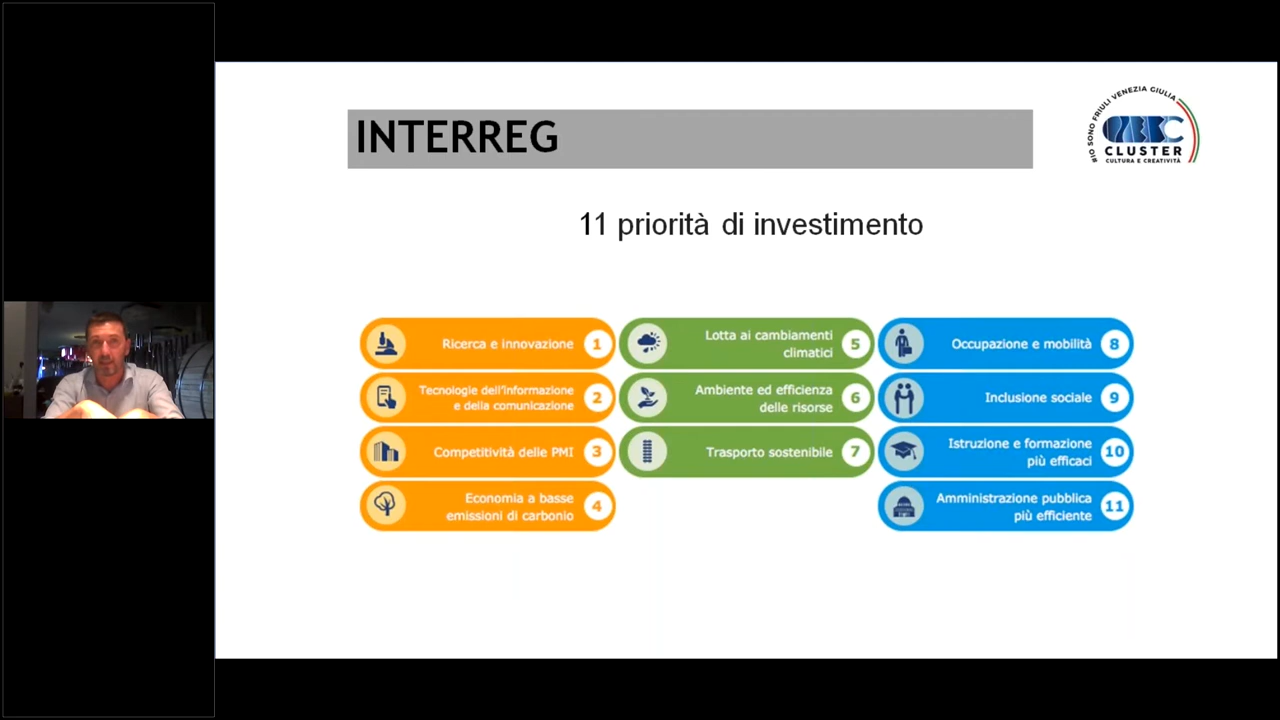 INTERREG
IO SONO FRIULI VENEZIA GIULIA
CLUSTER
CULTURA E CREATIVITÀ
11 priorità di investimento
Ricerca e innovazione 1
Tecnologie dell'informazione
e della comunicazione 2
Competitività delle PMI 3
Economia a basse
emissioni di carbonio 4
Lotta ai cambiamenti
climatici 5
Ambiente ed efficienza
delle risorse 6
Trasporto sostenibile 7
Occupazione e mobilità 8
Inclusione sociale 9
Istruzione e formazione
più efficaci 10
Amministrazione pubblica
più efficiente 11